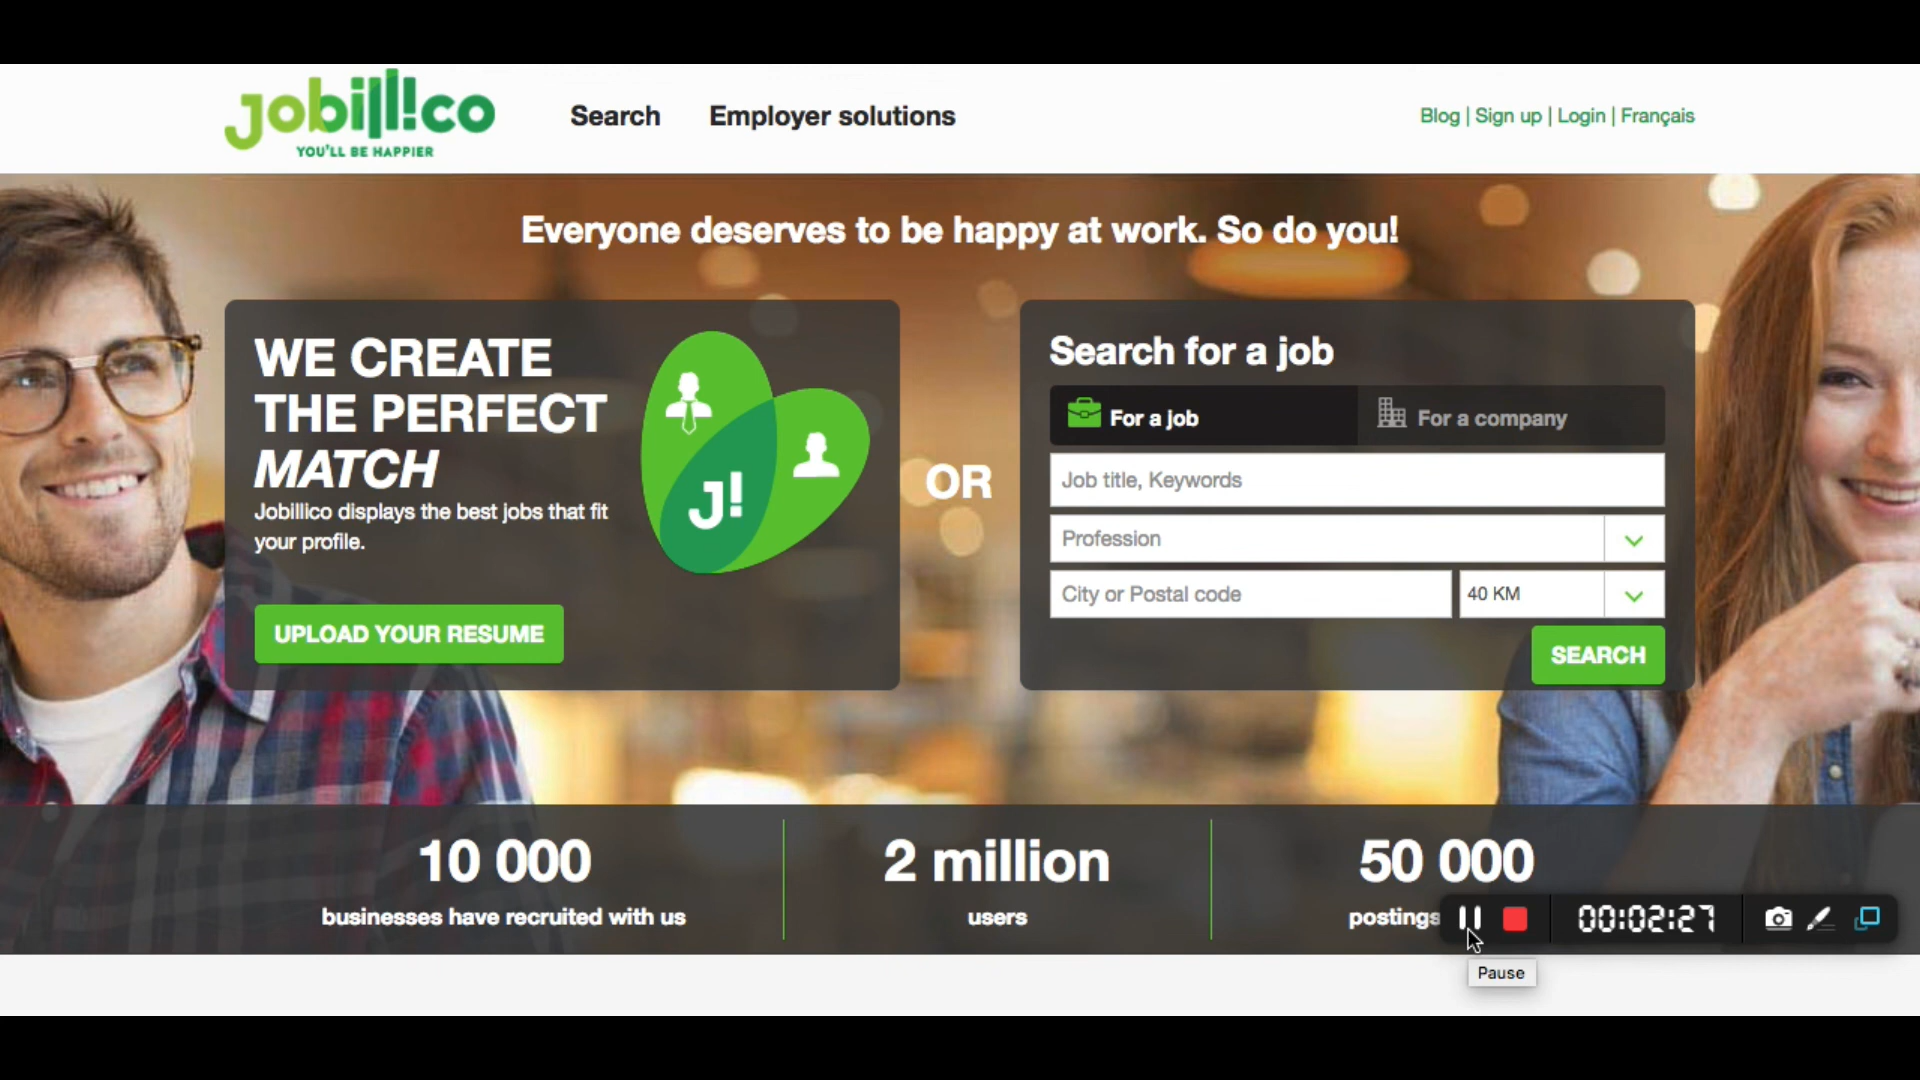 jobillico
YOU'LL BE HAPPIER
Search
Employer solutions
Blog | Sign up | Login | Français
Everyone deserves to be happy at work. So do you!
WE CREATE
THE PERFECT
MATCH
Jobillico displays the best jobs that fit
your profile.
UPLOAD YOUR RESUME
J!
OR
Search for a job
For a job
For a company
Job title, Keywords
Profession
City or Postal code
40 KM
SEARCH
10 000
businesses have recruited with us
2 million
users
50 000
postings
00:02:27
Pause